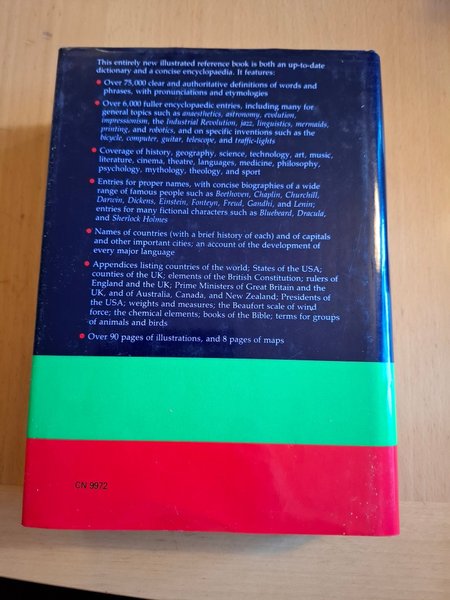 This entirely new illustrated reference book is both an up-to-date
dictionary and a concise encyclopaedia. It features:
• Over 75,000 clear and authoritative definitions of words and
phrases, with pronunciations and etymologies
• Over 6,000 fuller encyclopaedic entries, including many for
general topics such as anaesthetics, astronomy, evolution,
impressionism, the Industrial Revolution, jazz, linguistics, mermaids,
printing, and robotics, and on specific inventions such as the
bicycle, computer, guitar, telescope, and traffic-lights
• Coverage of history, geography, science, technology, art, music,
literature, cinema, theatre, languages, medicine, philosophy,
psychology, mythology, theology, and sport
• Entries for proper names, with concise biographies of a wide
range of famous people such as Beethoven, Chaplin, Churchill,
Darwin, Dickens, Einstein, Fonteyn, Freud, Gandhi, and Lenin;
entries for many fictional characters such as Bluebeard, Dracula,
and Sherlock Holmes
• Names of countries (with a brief history of each) and of capitals
and other important cities; an account of the development of
every major language
• Appendices listing countries of the world; States of the USA;
counties of the UK; elements of the British Constitution; rulers of
England and the UK; Prime Ministers of Great Britain and the
UK, and of Australia, Canada, and New Zealand; Presidents of
the USA; weights and measures; the Beaufort scale of wind
force; the chemical elements; books of the Bible; terms for groups
of animals and birds
• Over 90 pages of illustrations, and 8 pages of maps
CN 9972